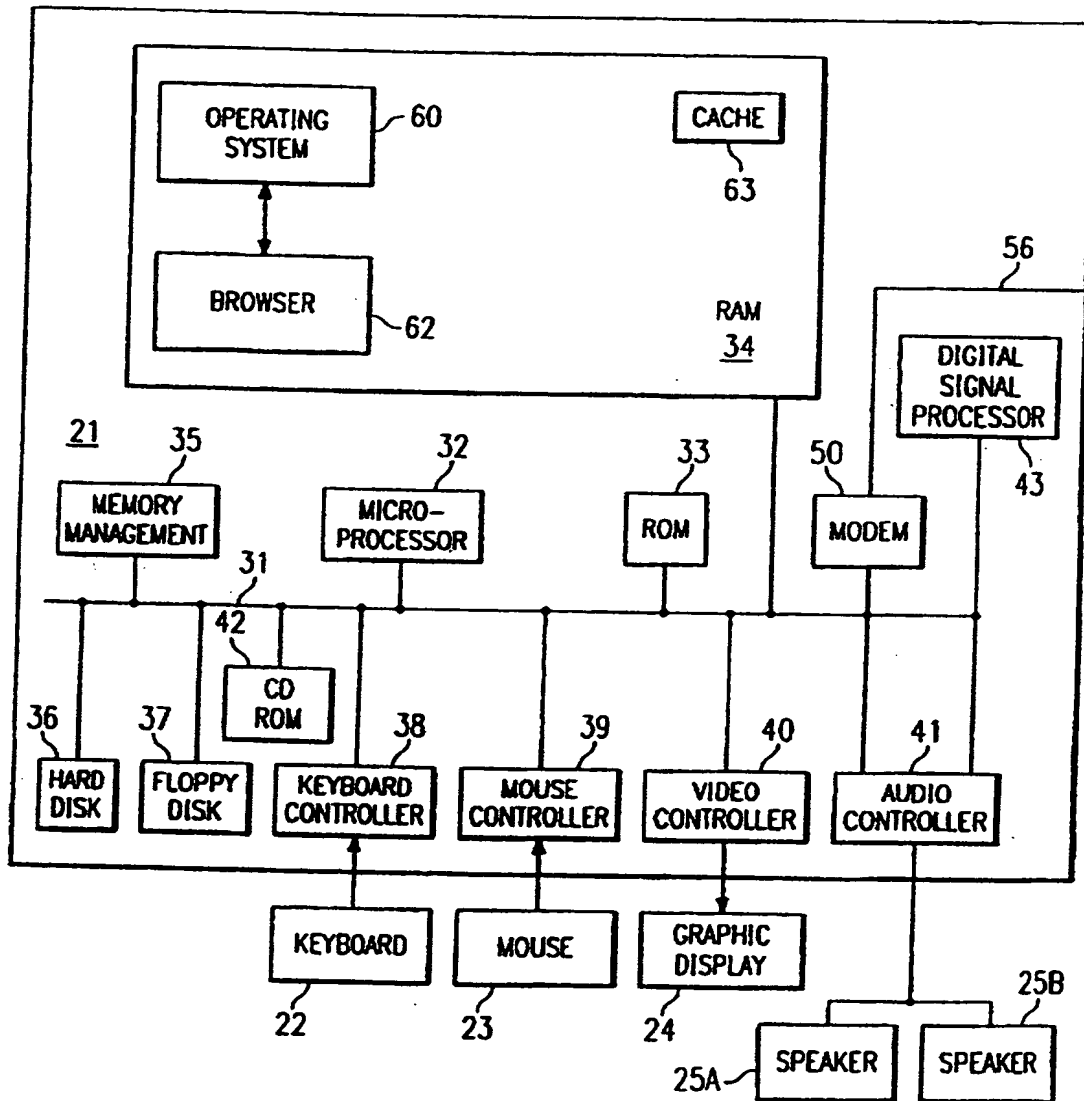 OPERATING
SYSTEM
60
CACHE
63
BROWSER
62
RAM
34
56
DIGITAL
SIGNAL
PROCESSOR
43
21
35
MEMORY
MANAGEMENT
32
MICRO-
PROCESSOR
33
ROM
50
MODEM
31
42
CD
ROM
36
HARD
DISK
37
FLOPPY
DISK
38
KEYBOARD
CONTROLLER
39
MOUSE
CONTROLLER
40
VIDEO
CONTROLLER
41
AUDIO
CONTROLLER
KEYBOARD
22
MOUSE
23
GRAPHIC
DISPLAY
24
25A
SPEAKER
25B
SPEAKER